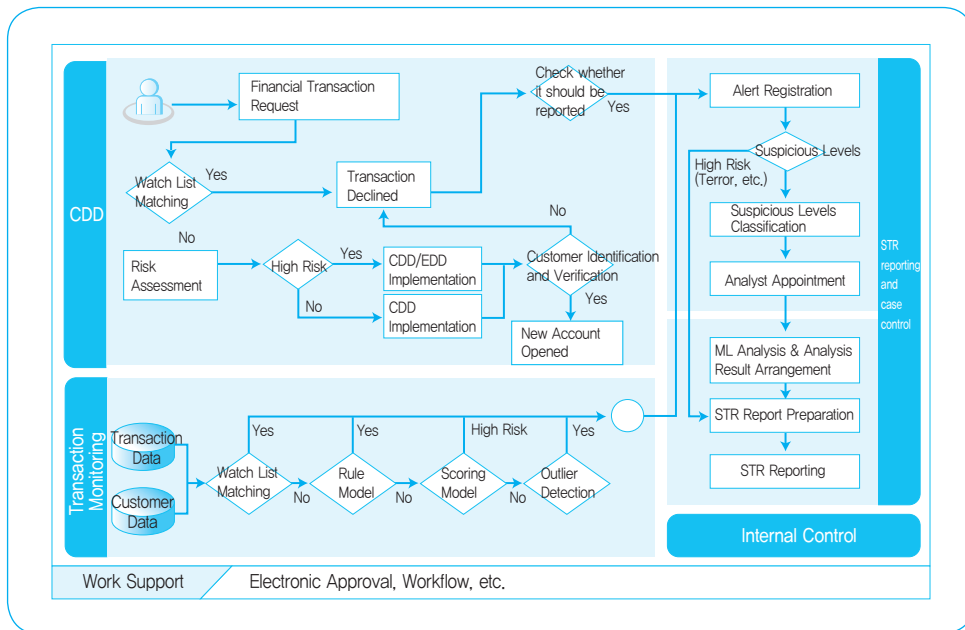 CDD
Financial Transaction
Request
Check whether
it should be
reported
Yes
Watch List
Matching
Yes
Transaction
Declined
No
No
Risk
Assessment
High Risk
Yes
CDD/EDD
Implementation
Customer Identification
and Verification
No
CDD
Implementation
Yes
New Account
Opened
Alert Registration
Suspicious Levels
High Risk
(Terror, etc.)
Suspicious Levels
Classification
Analyst Appointment
ML Analysis & Analysis
Result Arrangement
STR Report Preparation
STR Reporting
STR
reporting
and
case
control
Transaction
Monitoring
Transaction
Data
Customer
Data
Yes
Yes
High Risk
Yes
Watch List
Matching
No
Rule
Model
No
Scoring
Model
No
Outlier
Detection
Internal Control
Work Support
Electronic Approval, Workflow, etc.